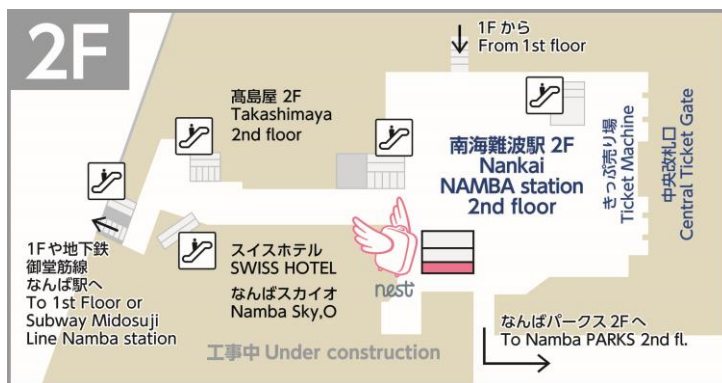 2F
1Fから
From 1st floor
髙島屋 2F
Takashimaya
2nd floor
南海難波駅 2F
Nankai
NAMBA station
2nd floor
きっぷ売り場
Ticket Machine
中央改札口
Central Ticket Gate
1Fや地下鉄
御堂筋線
なんば駅へ
To 1st Floor or
Subway Midosuji
Line Namba station
スイスホテル
SWISS HOTEL
なんばスカイオ
Namba Sky,O
nest
なんばパークス 2Fへ
To Namba PARKS 2nd fl.
工事中 Under construction